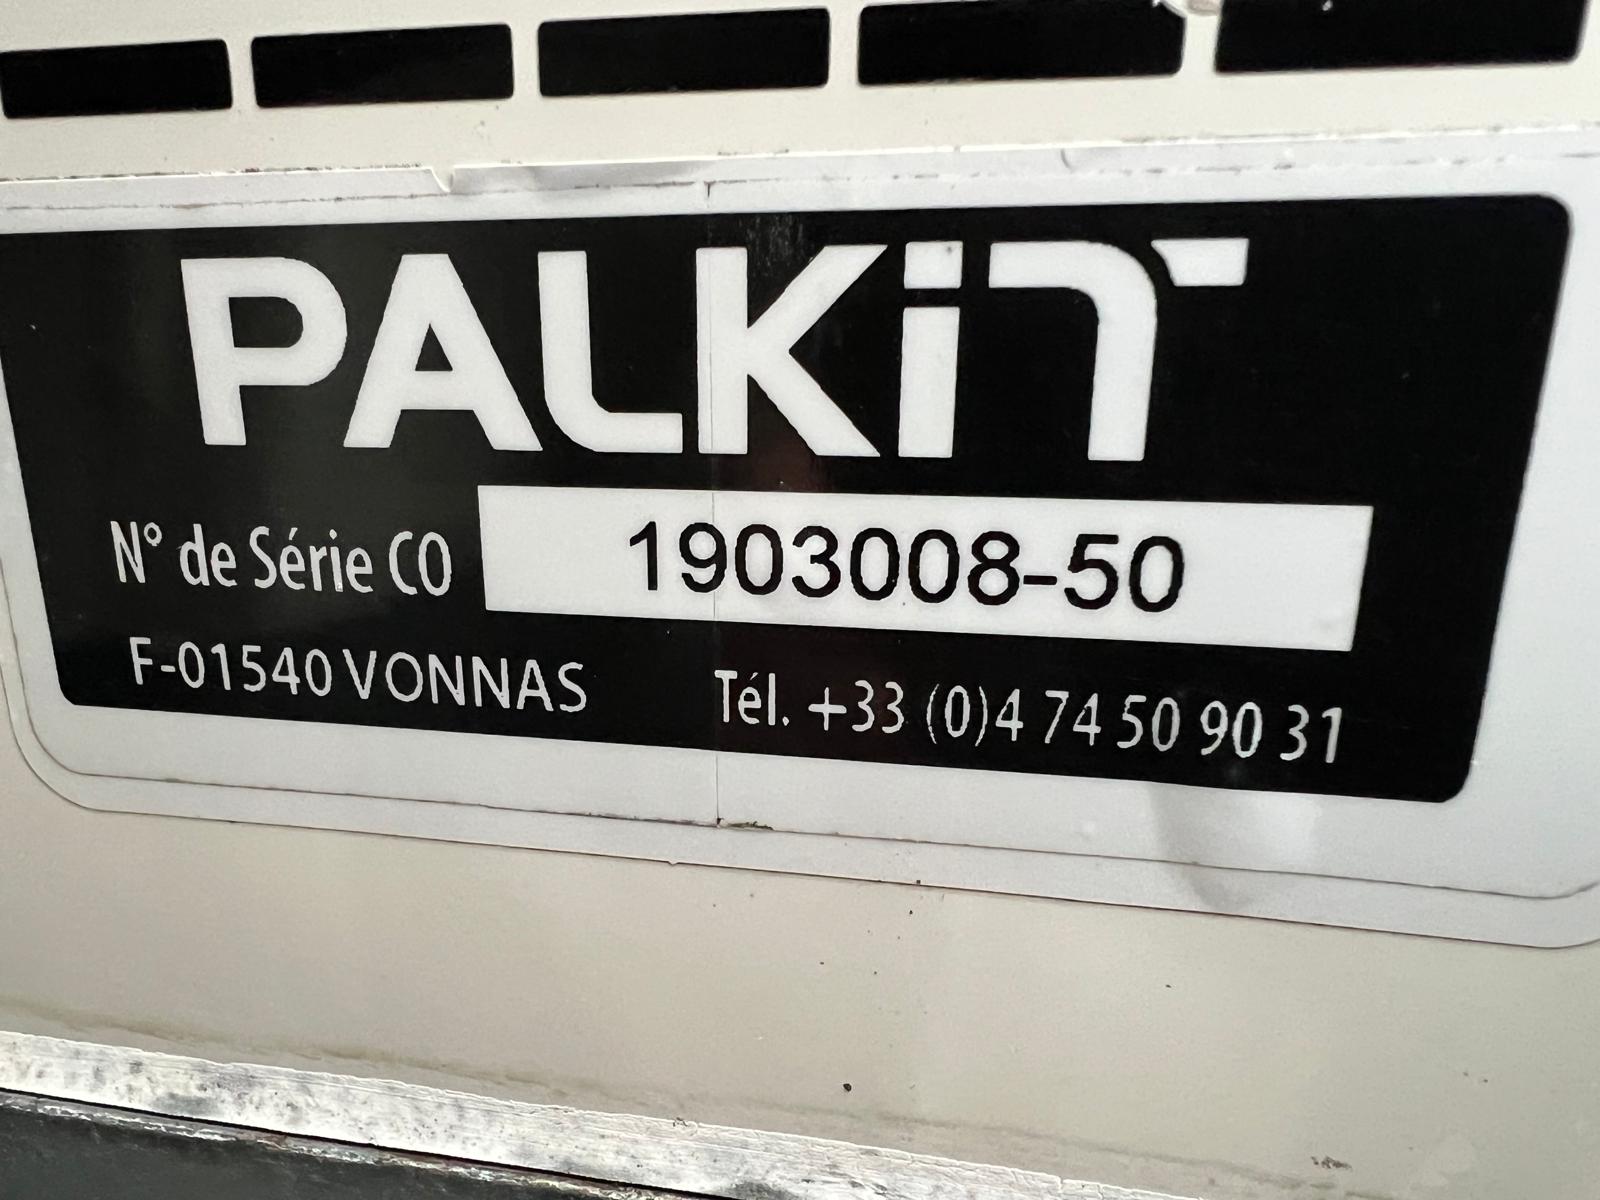 PALKiT
N° de Série CO 1903008-50
F-01540 VONNAS Tél. +33 (0)4 74 50 90 31